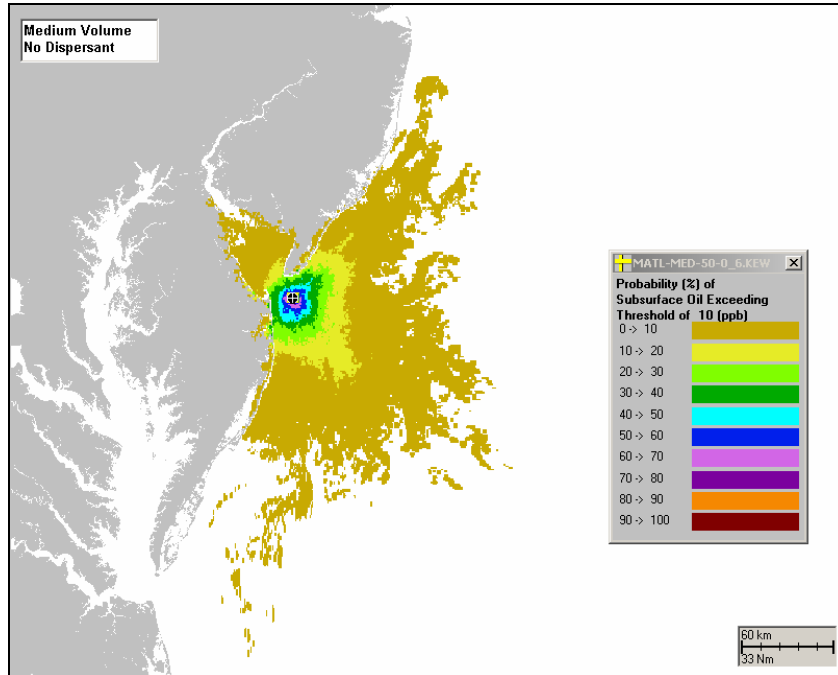 Medium Volume
No Dispersant
MATL-MED-50-0_6.KEW
Probability (%) of
Subsurface Oil Exceeding
Threshold of 10 (ppb)
0 -> 10
10 -> 20
20 -> 30
30 -> 40
40 -> 50
50 -> 60
60 -> 70
70 -> 80
80 -> 90
90 -> 100
60 km
33 Nm